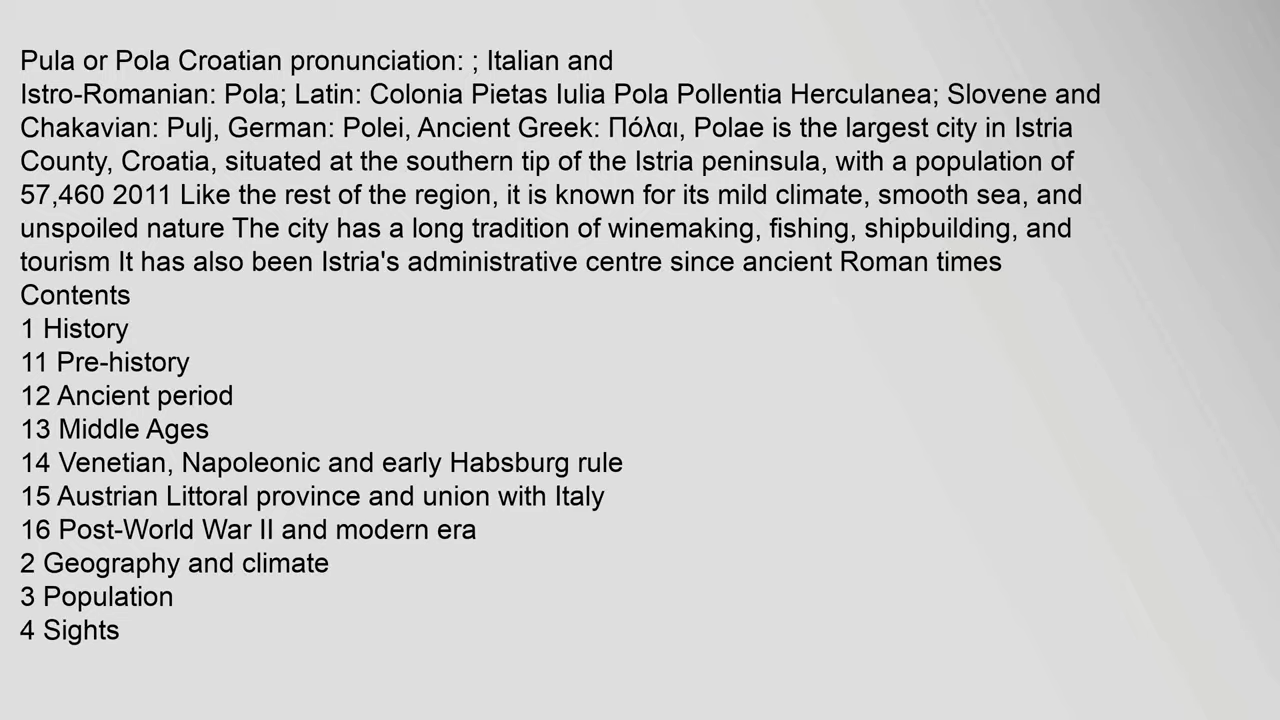 Pula or Pola Croatian pronunciation: ; Italian and
Istro-Romanian: Pola; Latin: Colonia Pietas Iulia Pola Pollentia Herculanea; Slovene and
Chakavian: Pulj, German: Polei, Ancient Greek: Πόλαι, Polae is the largest city in Istria
County, Croatia, situated at the southern tip of the Istria peninsula, with a population of
57,460 2011 Like the rest of the region, it is known for its mild climate, smooth sea, and
unspoiled nature The city has a long tradition of winemaking, fishing, shipbuilding, and
tourism It has also been Istria's administrative centre since ancient Roman times
Contents
1 History
11 Pre-history
12 Ancient period
13 Middle Ages
14 Venetian, Napoleonic and early Habsburg rule
15 Austrian Littoral province and union with Italy
16 Post-World War II and modern era
2 Geography and climate
3 Population
4 Sights